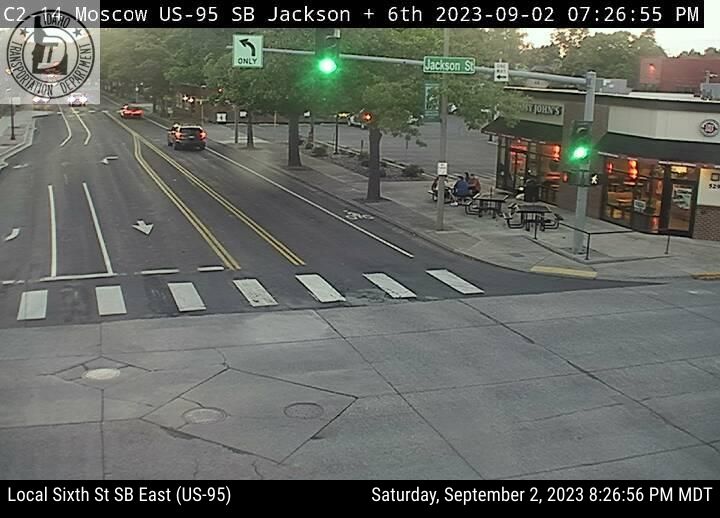 C2 14 Moscow US-95 SB Jackson + 6th 2023-09-02 07:26:55 PM
IDAHO
TRANSPORTATION DEPARTMENT
ONLY
Jackson St
JOHN'S
Local Sixth St SB East (US-95)
Saturday, September 2, 2023 8:26:56 PM MDT